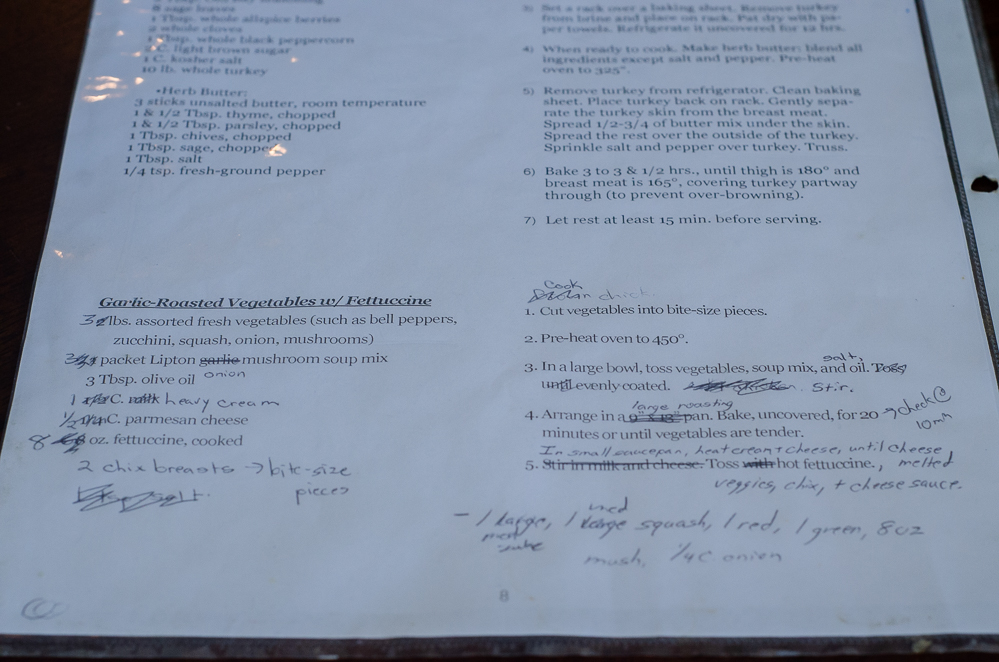 8 sage leaves
1 Tbsp. whole allspice berries
2 whole cloves
1 Tbsp. whole black peppercorn
C. light brown sugar
1 C. kosher salt
10 lb. whole turkey
•Herb Butter:
3 sticks unsalted butter, room temperature
1 & 1/2 Tbsp. thyme, chopped
1 & 1/2 Tbsp. parsley, chopped
1 Tbsp. chives, chopped
1 Tbsp. sage, chopped
1 Tbsp. salt
1/4 tsp. fresh-ground pepper
3) Set a rack over a baking sheet. Remove turkey
from brine and place on rack. Pat dry with pa-
per towels. Refrigerate it uncovered for 12 hrs.
4) When ready to cook. Make herb butter: blend all
ingredients except salt and pepper. Pre-heat
oven to 325°.
5) Remove turkey from refrigerator. Clean baking
sheet. Place turkey back on rack. Gently sepa-
rate the turkey skin from the breast meat.
Spread 1/2-3/4 of butter mix under the skin.
Spread the rest over the outside of the turkey.
Sprinkle salt and pepper over turkey. Truss.
6) Bake 3 to 3 & 1/2 hrs., until thigh is 180° and
breast meat is 165°, covering turkey partway
through (to prevent over-browning).
7) Let rest at least 15 min. before serving.
Garlic-Roasted Vegetables w/ Fettuccine
3 lbs. assorted fresh vegetables (such as bell peppers,
zucchini, squash, onion, mushrooms)
packet Lipton garlic mushroom soup mix
onion
3 Tbsp. olive oil
1 C. milk heavy cream
1/2 C. parmesan cheese
8 oz. fettuccine, cooked
2 chix breasts → bite-size
pieces
salt.
Cook
chick.
1. Cut vegetables into bite-size pieces.
2. Pre-heat oven to 450°.
salt,
3. In a large bowl, toss vegetables, soup mix, and oil. Toss
until evenly coated. Stir.
large roasting
4. Arrange in a 9" x 13" pan. Bake, uncovered, for 20 → check @
10 min
minutes or until vegetables are tender.
In small saucepan, heat cream + cheese, until cheese
5. Stir in milk and cheese. Toss with hot fettuccine., melted
veggies, chix, + cheese sauce.
med
- 1 large, 1 large squash, 1 red, 1 green, 8 oz
mush, 1/4 C onion
8